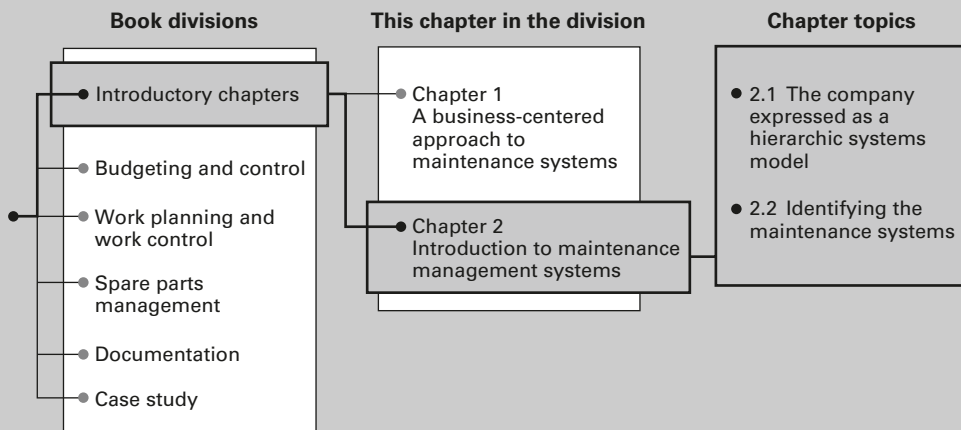 Book divisions
Introductory chapters
Budgeting and control
Work planning and
work control
Spare parts
management
Documentation
Case study
This chapter in the division
Chapter 1
A business-centered
approach to
maintenance systems
Chapter 2
Introduction to maintenance
management systems
Chapter topics
2.1 The company
expressed as a
hierarchic systems
model
2.2 Identifying the
maintenance systems